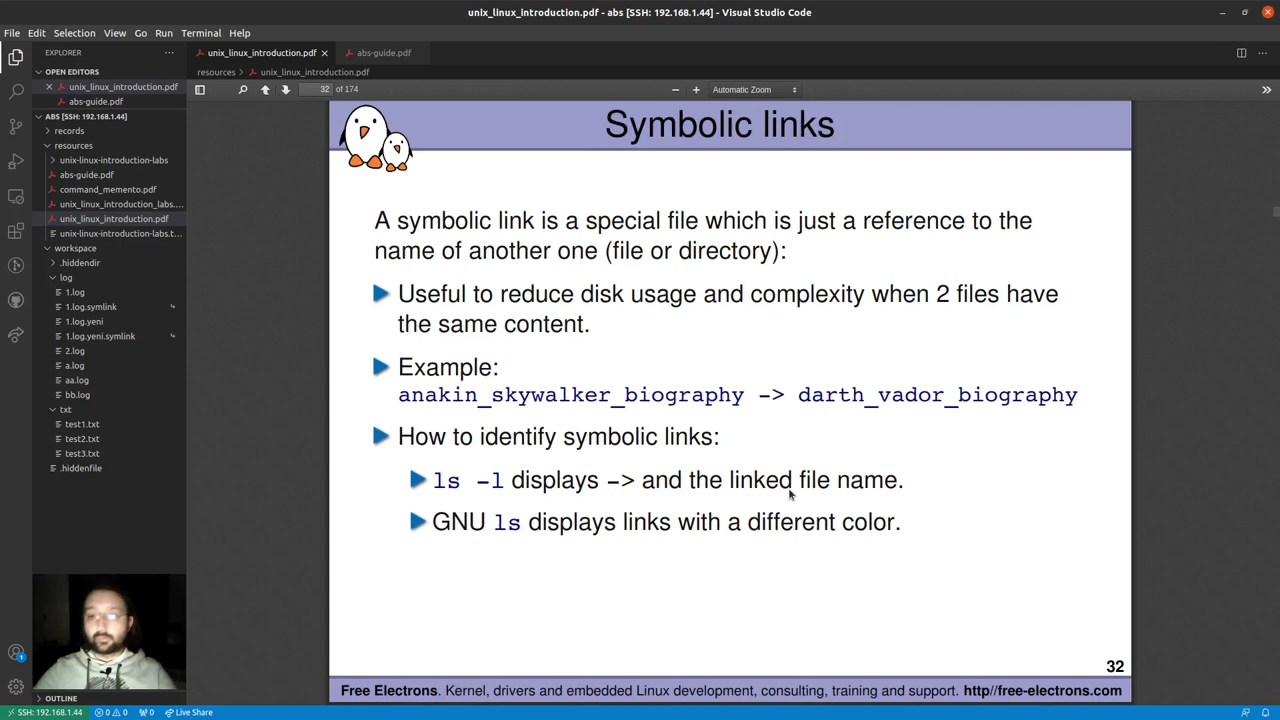 unix_linux_introduction.pdf - abs [SSH: 192.168.1.44] - Visual Studio Code
File Edit Selection View Go Run Terminal Help
EXPLORER
OPEN EDITORS
unix_linux_introduction.pdf
abs-guide.pdf
ABS [SSH: 192.168.1.44]
records
resources
unix-linux-introduction-labs
abs-guide.pdf
command_memento.pdf
unix_linux_introduction_labs....
unix_linux_introduction.pdf
unix-linux-introduction-labs.t...
workspace
.hiddendir
log
1.log
1.log.symlink
1.log.yeni
1.log.yeni.symlink
2.log
a.log
aa.log
bb.log
txt
test1.txt
test2.txt
test3.txt
.hiddenfile
OUTLINE
unix_linux_introduction.pdf abs-guide.pdf
resources > unix_linux_introduction.pdf
32 of 174 Automatic Zoom
Symbolic links
A symbolic link is a special file which is just a reference to the
name of another one (file or directory):
Useful to reduce disk usage and complexity when 2 files have
the same content.
Example:
anakin_skywalker_biography -> darth_vador_biography
How to identify symbolic links:
ls -l displays -> and the linked file name.
GNU ls displays links with a different color.
32
Free Electrons. Kernel, drivers and embedded Linux development, consulting, training and support. http//free-electrons.com
1
SSH: 192.168.1.44 0 0 0 Live Share